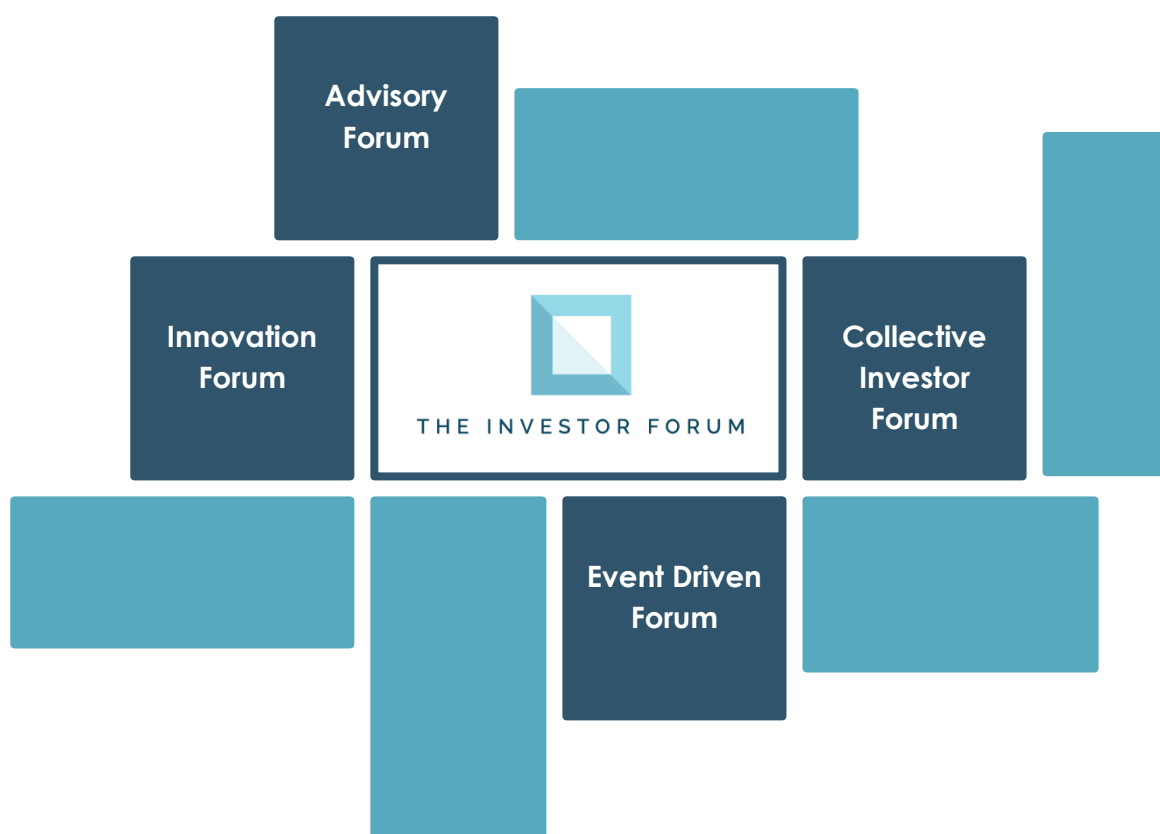 Advisory
Forum
Innovation
Forum
THE INVESTOR FORUM
Collective
Investor
Forum
Event Driven
Forum